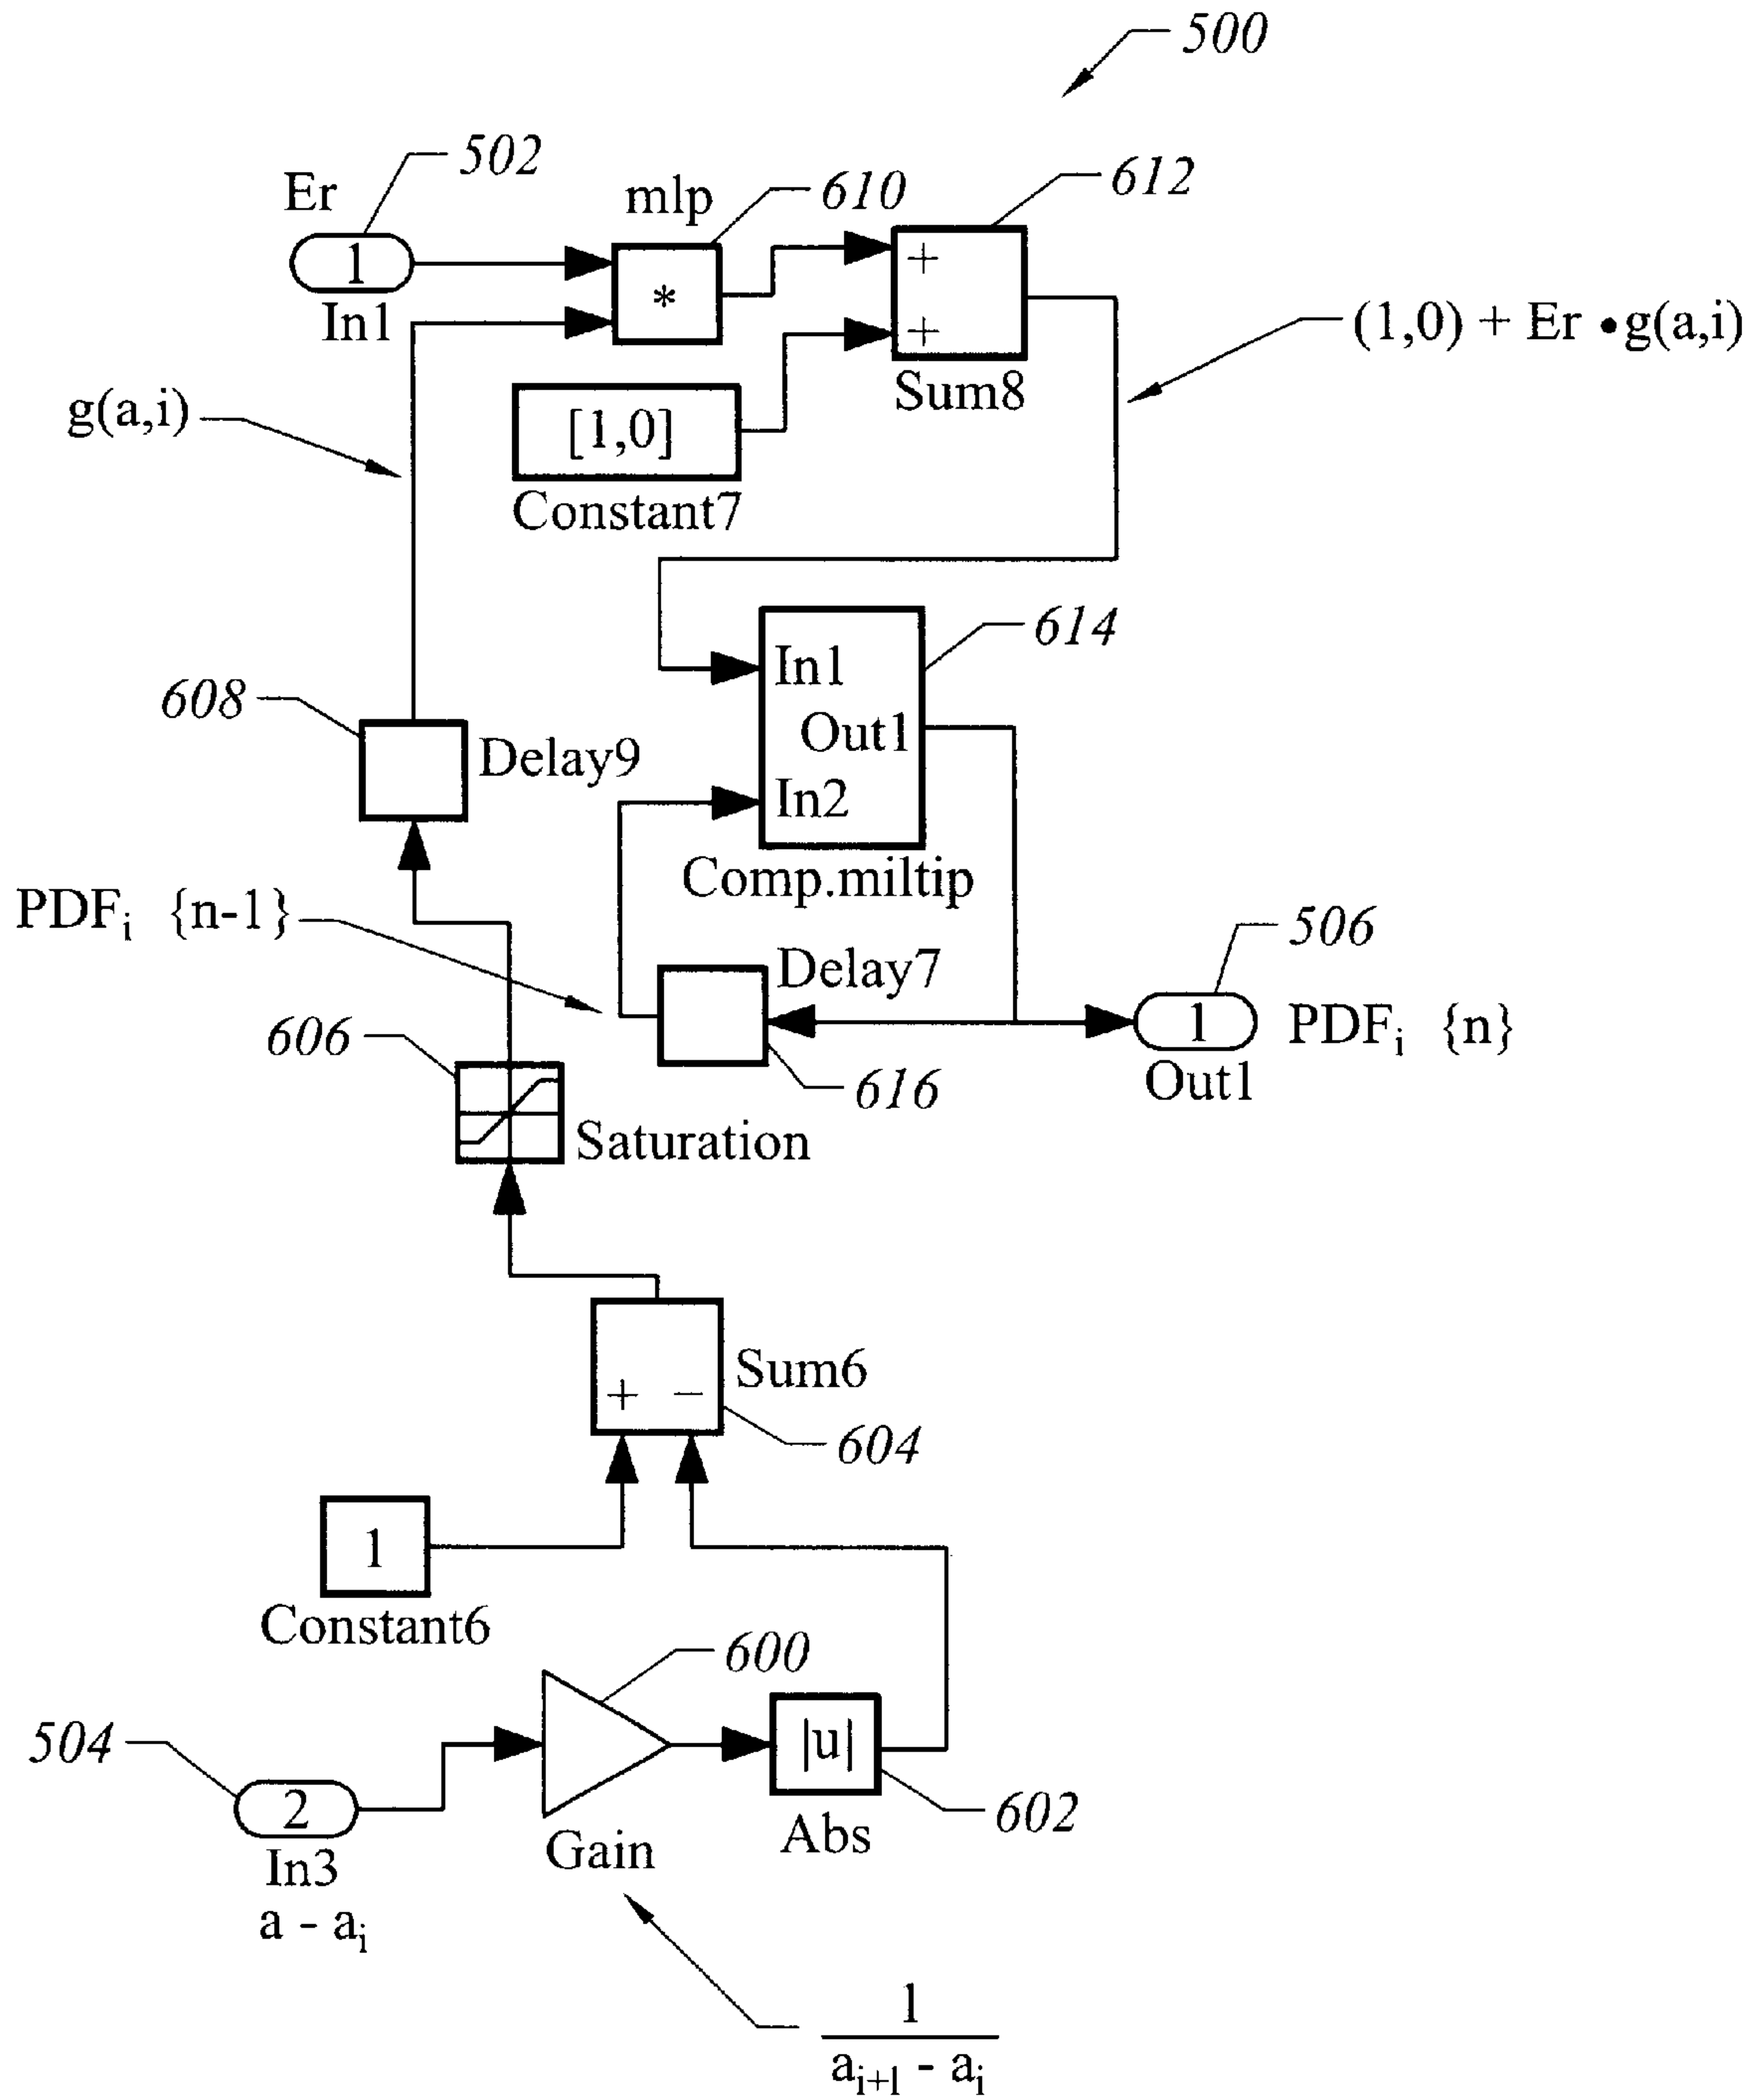 500
502
Er
1
In1
mlp
610
*
612
+
+
Sum8
(1,0) + Er • g(a,i)
g(a,i)
[1,0]
Constant7
614
In1
Out1
In2
Comp.miltip
608
Delay9
PDFi {n-1}
Delay7
616
506
1
Out1
PDFi {n}
606
Saturation
+ −
Sum6
604
1
Constant6
600
504
2
In3
a - ai
Gain
|u|
Abs
602
1
ai+1 - ai